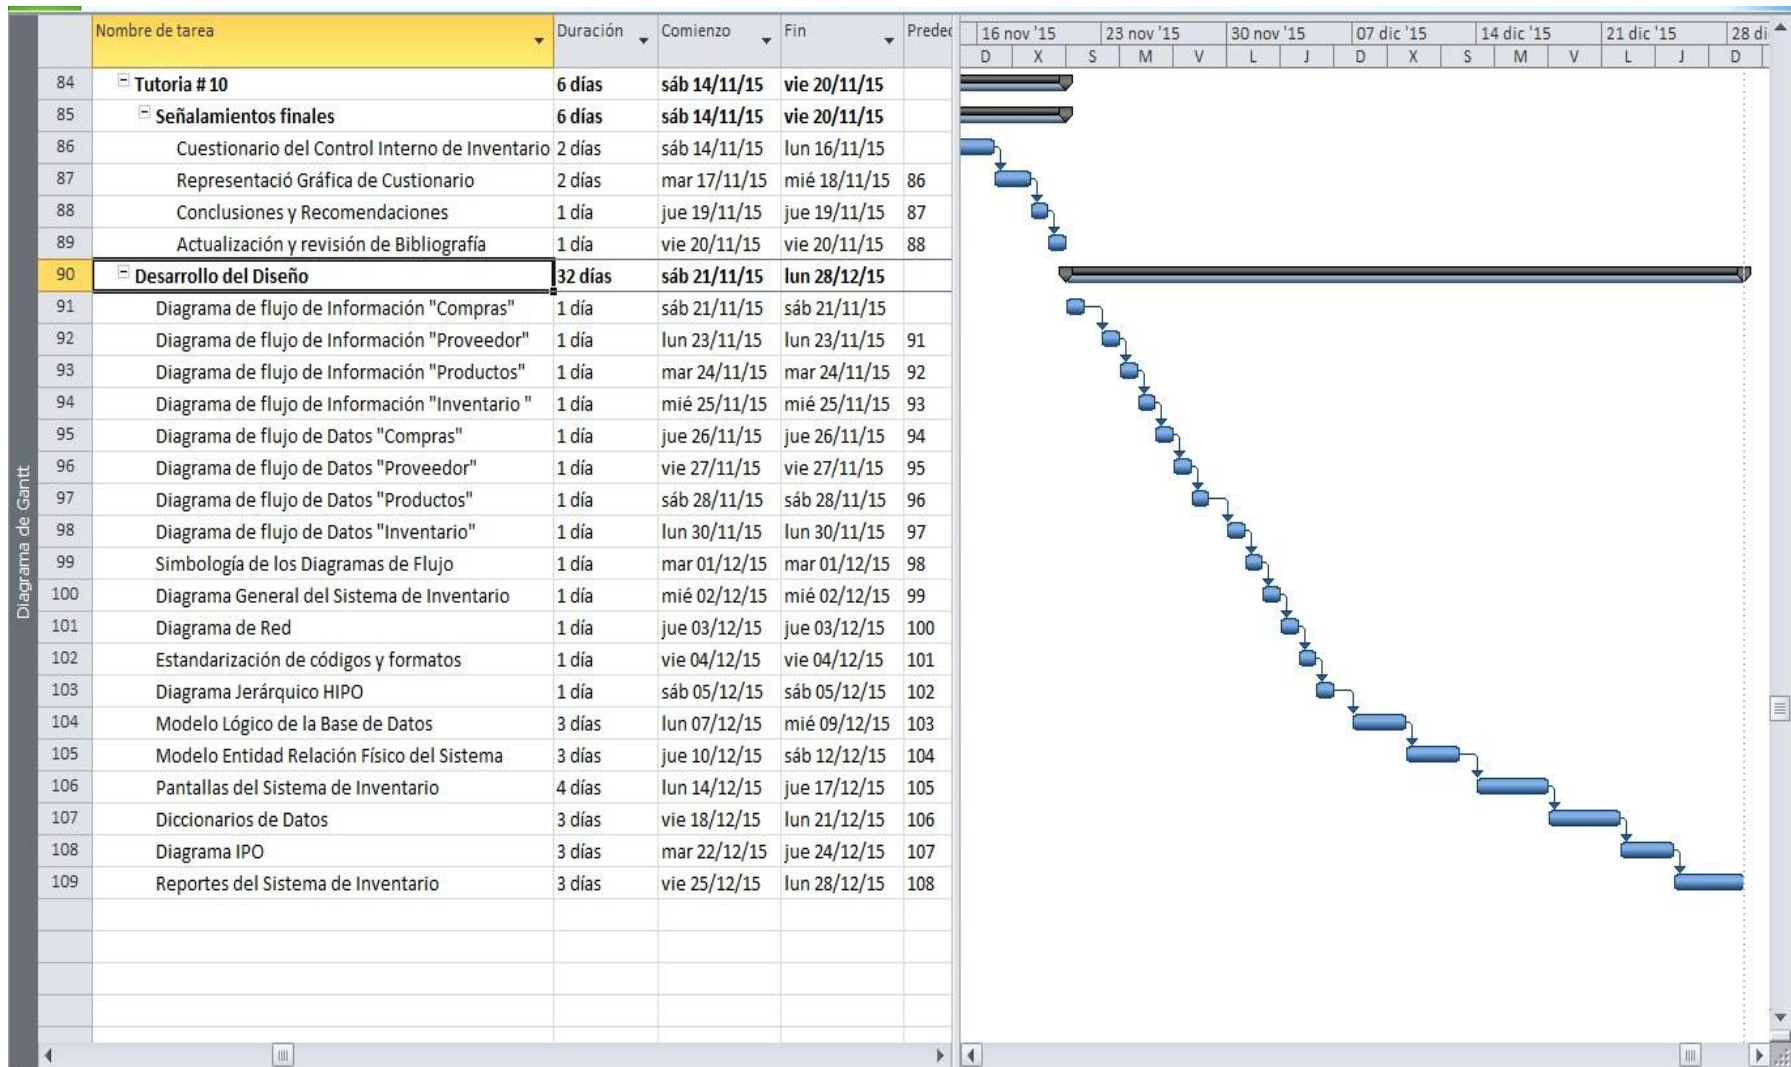 Nombre de tarea Duración Comienzo Fin Predec
16 nov '15 23 nov '15 30 nov '15 07 dic '15 14 dic '15 21 dic '15 28 di
D X S M V L J D X S M V L J D
84 Tutoria # 10 6 días sáb 14/11/15 vie 20/11/15
85 Señalamientos finales 6 días sáb 14/11/15 vie 20/11/15
86 Cuestionario del Control Interno de Inventario 2 días sáb 14/11/15 lun 16/11/15
87 Representació Gráfica de Custionario 2 días mar 17/11/15 mié 18/11/15 86
88 Conclusiones y Recomendaciones 1 día jue 19/11/15 jue 19/11/15 87
89 Actualización y revisión de Bibliografía 1 día vie 20/11/15 vie 20/11/15 88
90 Desarrollo del Diseño 32 días sáb 21/11/15 lun 28/12/15
91 Diagrama de flujo de Información "Compras" 1 día sáb 21/11/15 sáb 21/11/15
92 Diagrama de flujo de Información "Proveedor" 1 día lun 23/11/15 lun 23/11/15 91
93 Diagrama de flujo de Información "Productos" 1 día mar 24/11/15 mar 24/11/15 92
94 Diagrama de flujo de Información "Inventario " 1 día mié 25/11/15 mié 25/11/15 93
95 Diagrama de flujo de Datos "Compras" 1 día jue 26/11/15 jue 26/11/15 94
96 Diagrama de flujo de Datos "Proveedor" 1 día vie 27/11/15 vie 27/11/15 95
97 Diagrama de flujo de Datos "Productos" 1 día sáb 28/11/15 sáb 28/11/15 96
98 Diagrama de flujo de Datos "Inventario" 1 día lun 30/11/15 lun 30/11/15 97
99 Simbología de los Diagramas de Flujo 1 día mar 01/12/15 mar 01/12/15 98
100 Diagrama General del Sistema de Inventario 1 día mié 02/12/15 mié 02/12/15 99
101 Diagrama de Red 1 día jue 03/12/15 jue 03/12/15 100
102 Estandarización de códigos y formatos 1 día vie 04/12/15 vie 04/12/15 101
103 Diagrama Jerárquico HIPO 1 día sáb 05/12/15 sáb 05/12/15 102
104 Modelo Lógico de la Base de Datos 3 días lun 07/12/15 mié 09/12/15 103
105 Modelo Entidad Relación Físico del Sistema 3 días jue 10/12/15 sáb 12/12/15 104
106 Pantallas del Sistema de Inventario 4 días lun 14/12/15 jue 17/12/15 105
107 Diccionarios de Datos 3 días vie 18/12/15 lun 21/12/15 106
108 Diagrama IPO 3 días mar 22/12/15 jue 24/12/15 107
109 Reportes del Sistema de Inventario 3 días vie 25/12/15 lun 28/12/15 108
Diagrama de Gantt